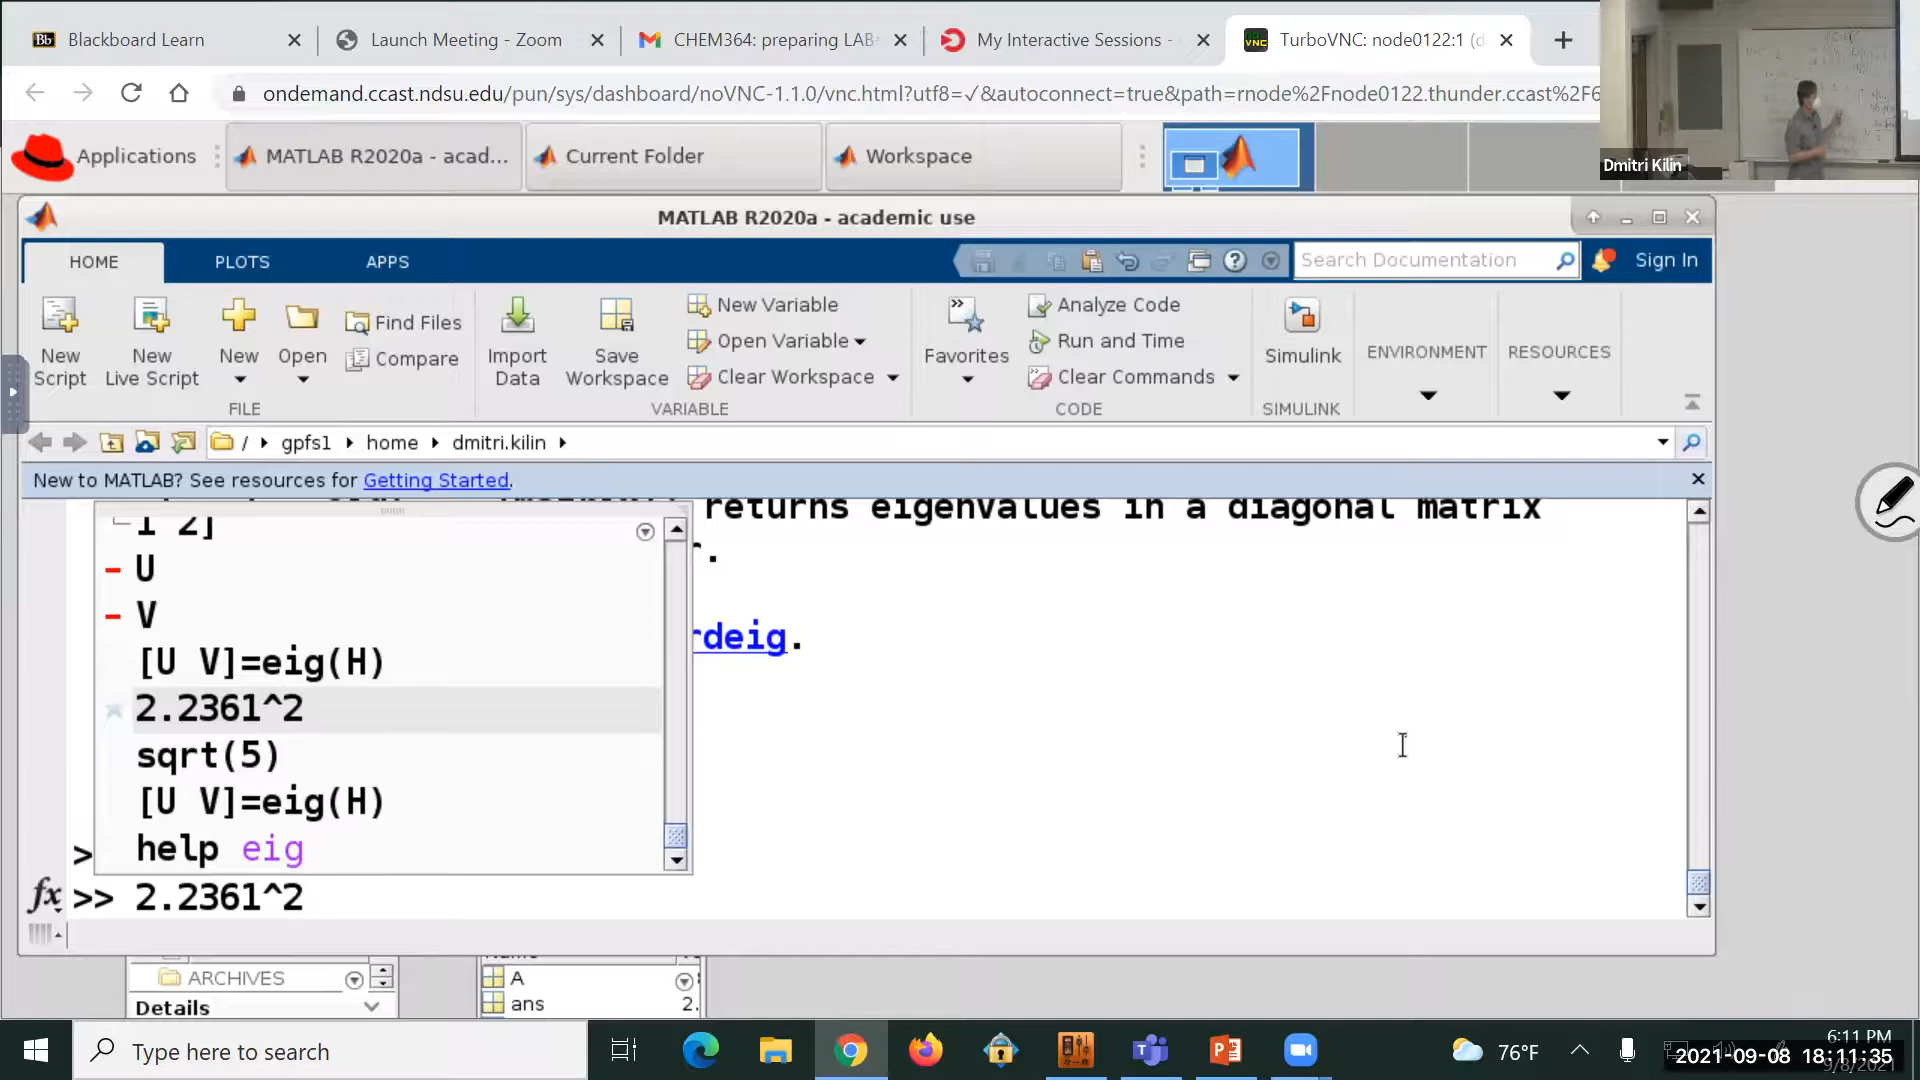 Blackboard Learn
Launch Meeting - Zoom
CHEM364: preparing LAB
My Interactive Sessions -
TurboVNC: node0122:1 (d
ondemand.ccast.ndsu.edu/pun/sys/dashboard/noVNC-1.1.0/vnc.html?utf8=✓&autoconnect=true&path=rnode%2Fnode0122.thunder.ccast%2F6
Dmitri Kilin
Applications
MATLAB R2020a - acad...
Current Folder
Workspace
MATLAB R2020a - academic use
HOME
PLOTS
APPS
Search Documentation
Sign In
New Script
New Live Script
New
Open
Find Files
Compare
Import Data
Save Workspace
New Variable
Open Variable
Clear Workspace
Favorites
Analyze Code
Run and Time
Clear Commands
Simulink
ENVIRONMENT
RESOURCES
FILE
VARIABLE
CODE
SIMULINK
/ gpfs1 home dmitri.kilin
New to MATLAB? See resources for Getting Started.
returns eigenvalues in a diagonal matrix
rdeig.
1 2]
U
V
[U V]=eig(H)
2.2361^2
sqrt(5)
[U V]=eig(H)
help eig
>
fx >> 2.2361^2
ARCHIVES
Details
A
ans
2.
Type here to search
76°F
6:11 PM
9/8/2021
2021-09-08 18:11:35